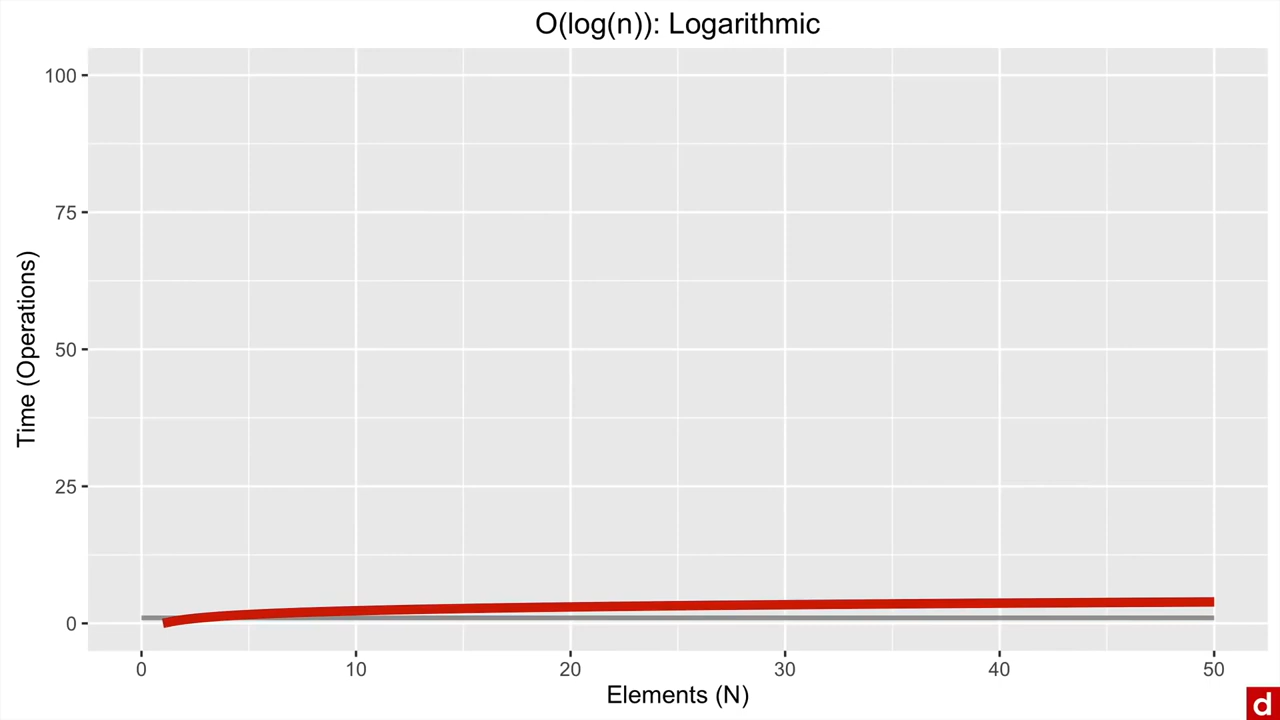 O(log(n)): Logarithmic
100
75
50
25
0
Time (Operations)
0 10 20 30 40 50
Elements (N)
d